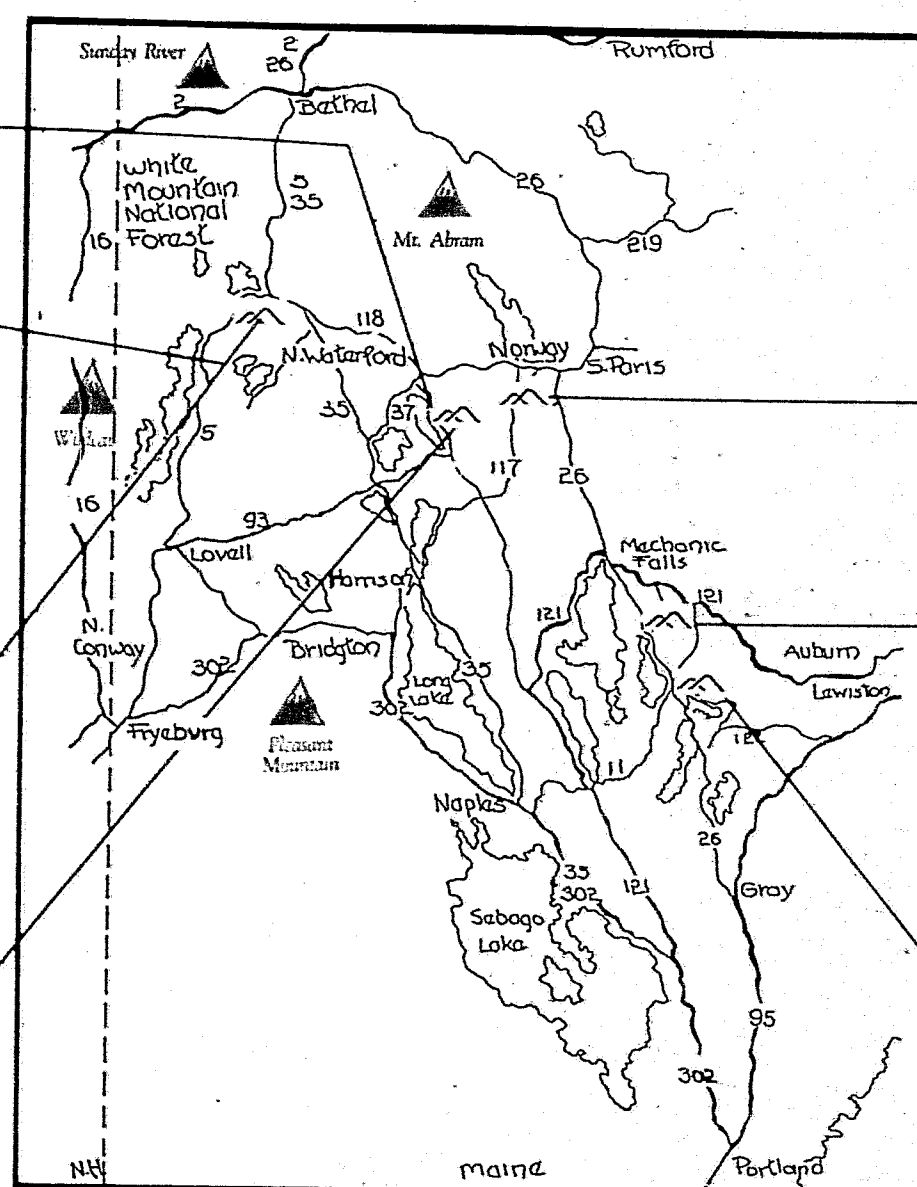 Sunday River
2
26
Rumford
2
Bethel
White
Mountain
National
Forest
5
35
26
16
Mt. Abram
219
118
N. Waterford
Norway
S. Paris
35
37
5
117
26
16
93
Lovell
Mechanic
Falls
Harrison
121
121
N.
Conway
302
Bridgton
35
Auburn
Long
Lake
Lewiston
302
Fryeburg
Pleasant
Mountain
11
Naples
26
35
302
121
Gray
Sebago
Lake
95
302
N.H.
Maine
Portland